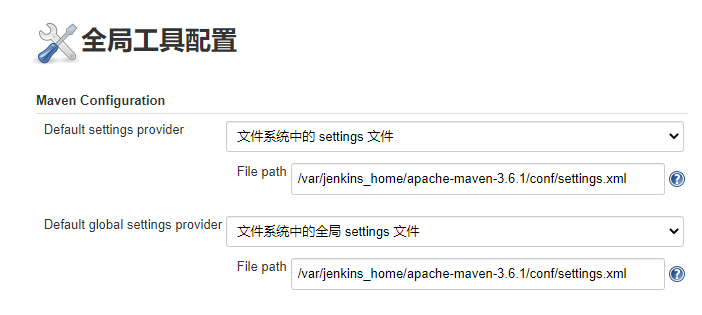 全局工具配置
Maven Configuration
Default settings provider
文件系统中的 settings 文件
File path
/var/jenkins_home/apache-maven-3.6.1/conf/settings.xml
?
Default global settings provider
文件系统中的全局 settings 文件
File path
/var/jenkins_home/apache-maven-3.6.1/conf/settings.xml
?